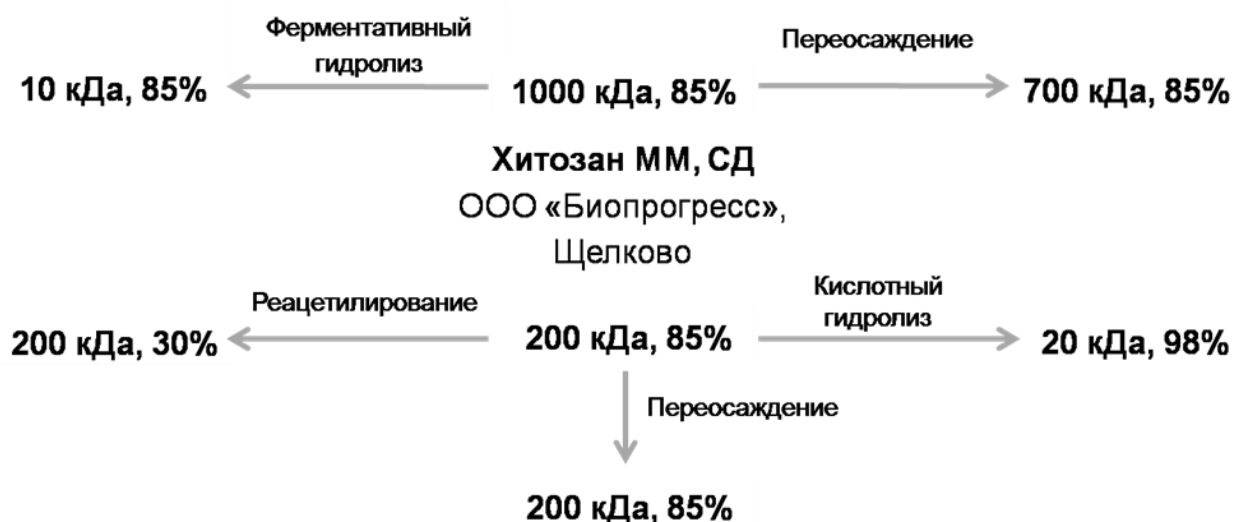 Ферментативный
гидролиз
Переосаждение
10 кДа, 85%
1000 кДа, 85%
700 кДа, 85%
Хитозан ММ, СД
ООО «Биопрогресс»,
Щелково
Реацетилирование
Кислотный
гидролиз
200 кДа, 30%
200 кДа, 85%
20 кДа, 98%
Переосаждение
200 кДа, 85%